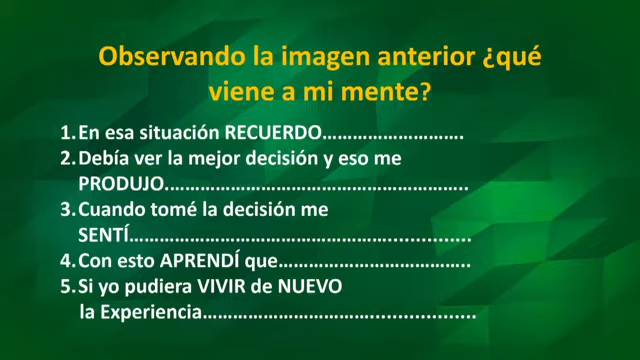 Observando la imagen anterior ¿qué
viene a mi mente?
1. En esa situación RECUERDO……………………….
2. Debía ver la mejor decisión y eso me
PRODUJO.…………………………………………………..
3. Cuando tomé la decisión me
SENTÍ…………………………………………................
4. Con esto APRENDÍ que………………………………..
5. Si yo pudiera VIVIR de NUEVO
la Experiencia……………………………....................